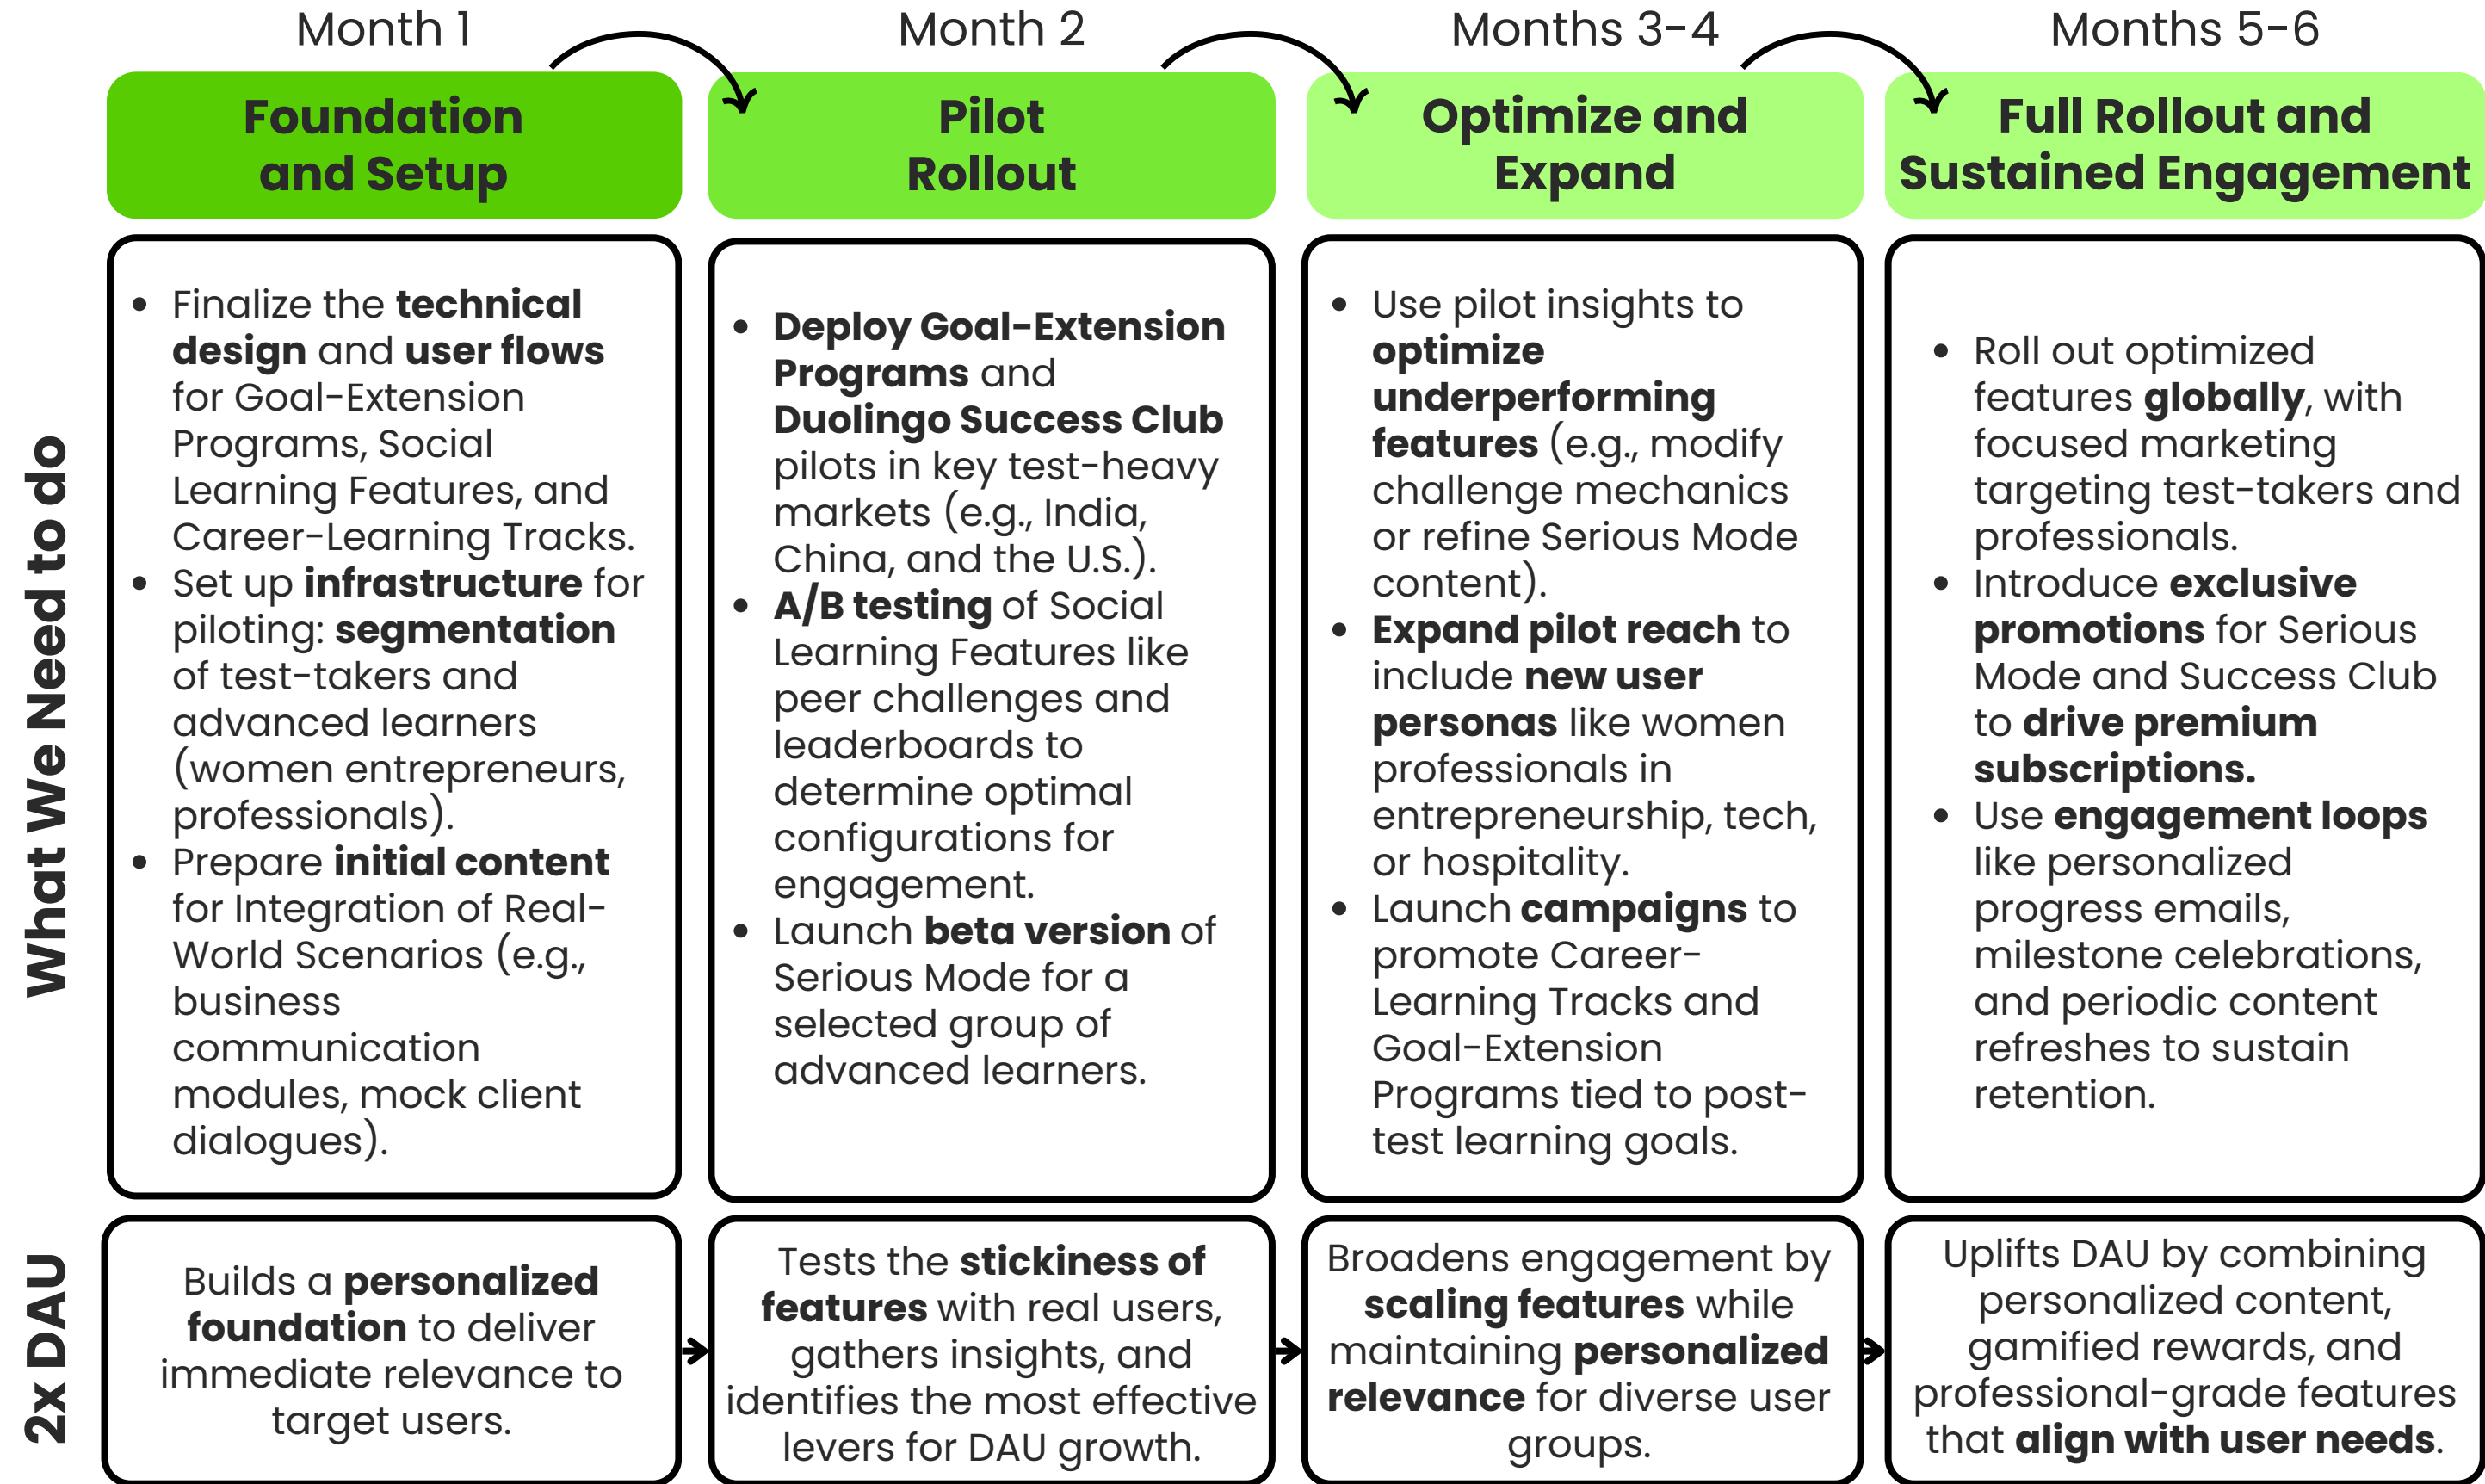 Month 1
Month 2
Months 3-4
Months 5-6
Foundation
and Setup
Pilot
Rollout
Optimize and
Expand
Full Rollout and
Sustained Engagement
What We Need to do
• Finalize the technical
design and user flows
for Goal-Extension
Programs, Social
Learning Features, and
Career-Learning Tracks.
• Set up infrastructure for
piloting: segmentation
of test-takers and
advanced learners
(women entrepreneurs,
professionals).
• Prepare initial content
for Integration of Real-
World Scenarios (e.g.,
business
communication
modules, mock client
dialogues).
• Deploy Goal-Extension
Programs and
Duolingo Success Club
pilots in key test-heavy
markets (e.g., India,
China, and the U.S.).
• A/B testing of Social
Learning Features like
peer challenges and
leaderboards to
determine optimal
configurations for
engagement.
• Launch beta version of
Serious Mode for a
selected group of
advanced learners.
• Use pilot insights to
optimize
underperforming
features (e.g., modify
challenge mechanics
or refine Serious Mode
content).
• Expand pilot reach to
include new user
personas like women
professionals in
entrepreneurship, tech,
or hospitality.
• Launch campaigns to
promote Career-
Learning Tracks and
Goal-Extension
Programs tied to post-
test learning goals.
• Roll out optimized
features globally, with
focused marketing
targeting test-takers and
professionals.
• Introduce exclusive
promotions for Serious
Mode and Success Club
to drive premium
subscriptions.
• Use engagement loops
like personalized
progress emails,
milestone celebrations,
and periodic content
refreshes to sustain
retention.
2x DAU
Builds a personalized
foundation to deliver
immediate relevance to
target users.
Tests the stickiness of
features with real users,
gathers insights, and
identifies the most effective
levers for DAU growth.
Broadens engagement by
scaling features while
maintaining personalized
relevance for diverse user
groups.
Uplifts DAU by combining
personalized content,
gamified rewards, and
professional-grade features
that align with user needs.